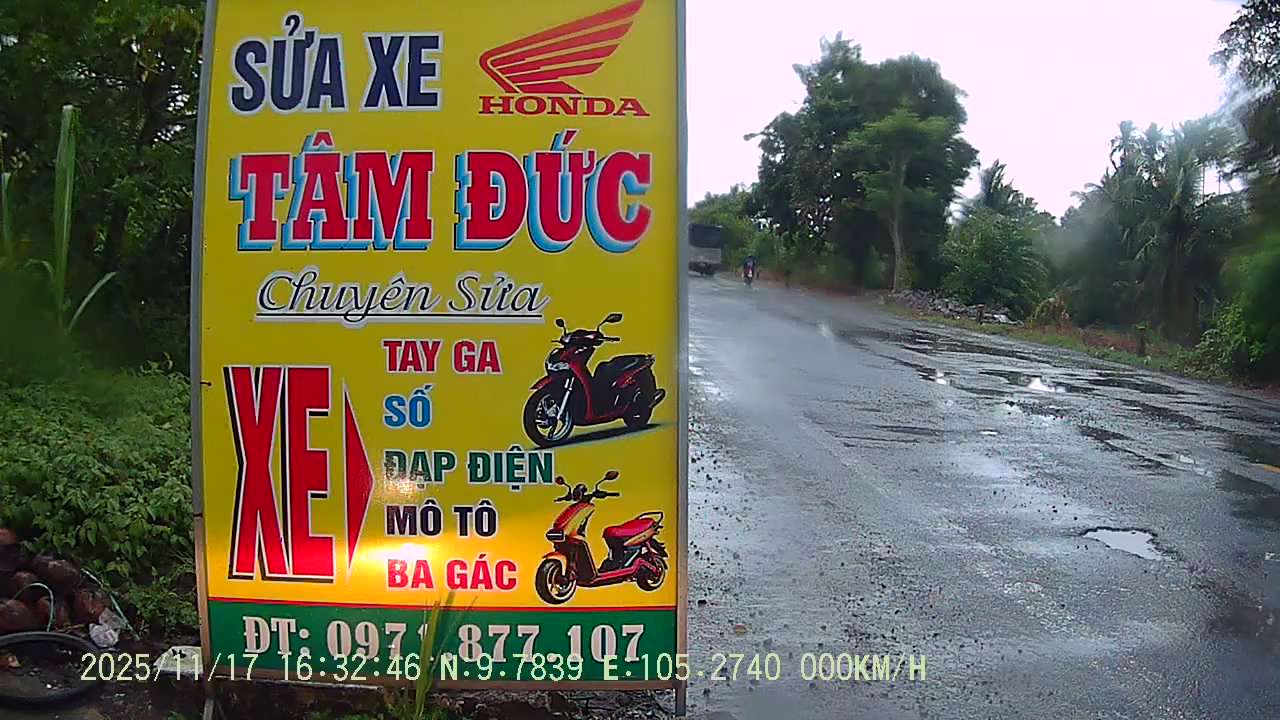 SỬA XE
HONDA
TÂM ĐỨC
Chuyên Sửa
XE
TAY GA
SỐ
ĐẠP ĐIỆN
MÔ TÔ
BA GÁC
ĐT: 0971.877.107
2025/11/17 16:32:46 N:9.7839 E:105.2740 000KM/H